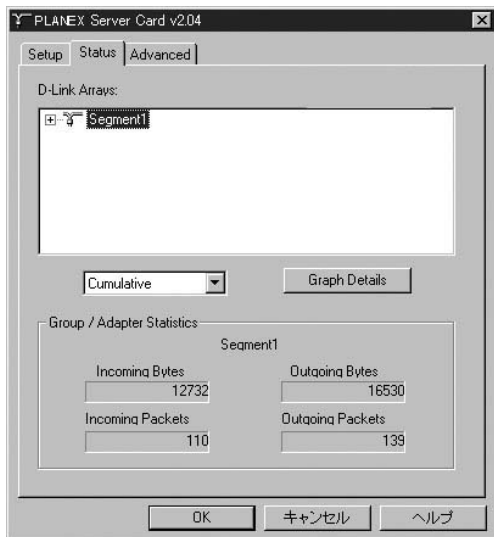 PLANEX Server Card v2.04
Setup Status Advanced
D-Link Arrays:
Segment1
Cumulative Graph Details
Group / Adapter Statistics
Segment1
Incoming Bytes Outgoing Bytes
12732 16530
Incoming Packets Outgoing Packets
110 139
OK キャンセル ヘルプ